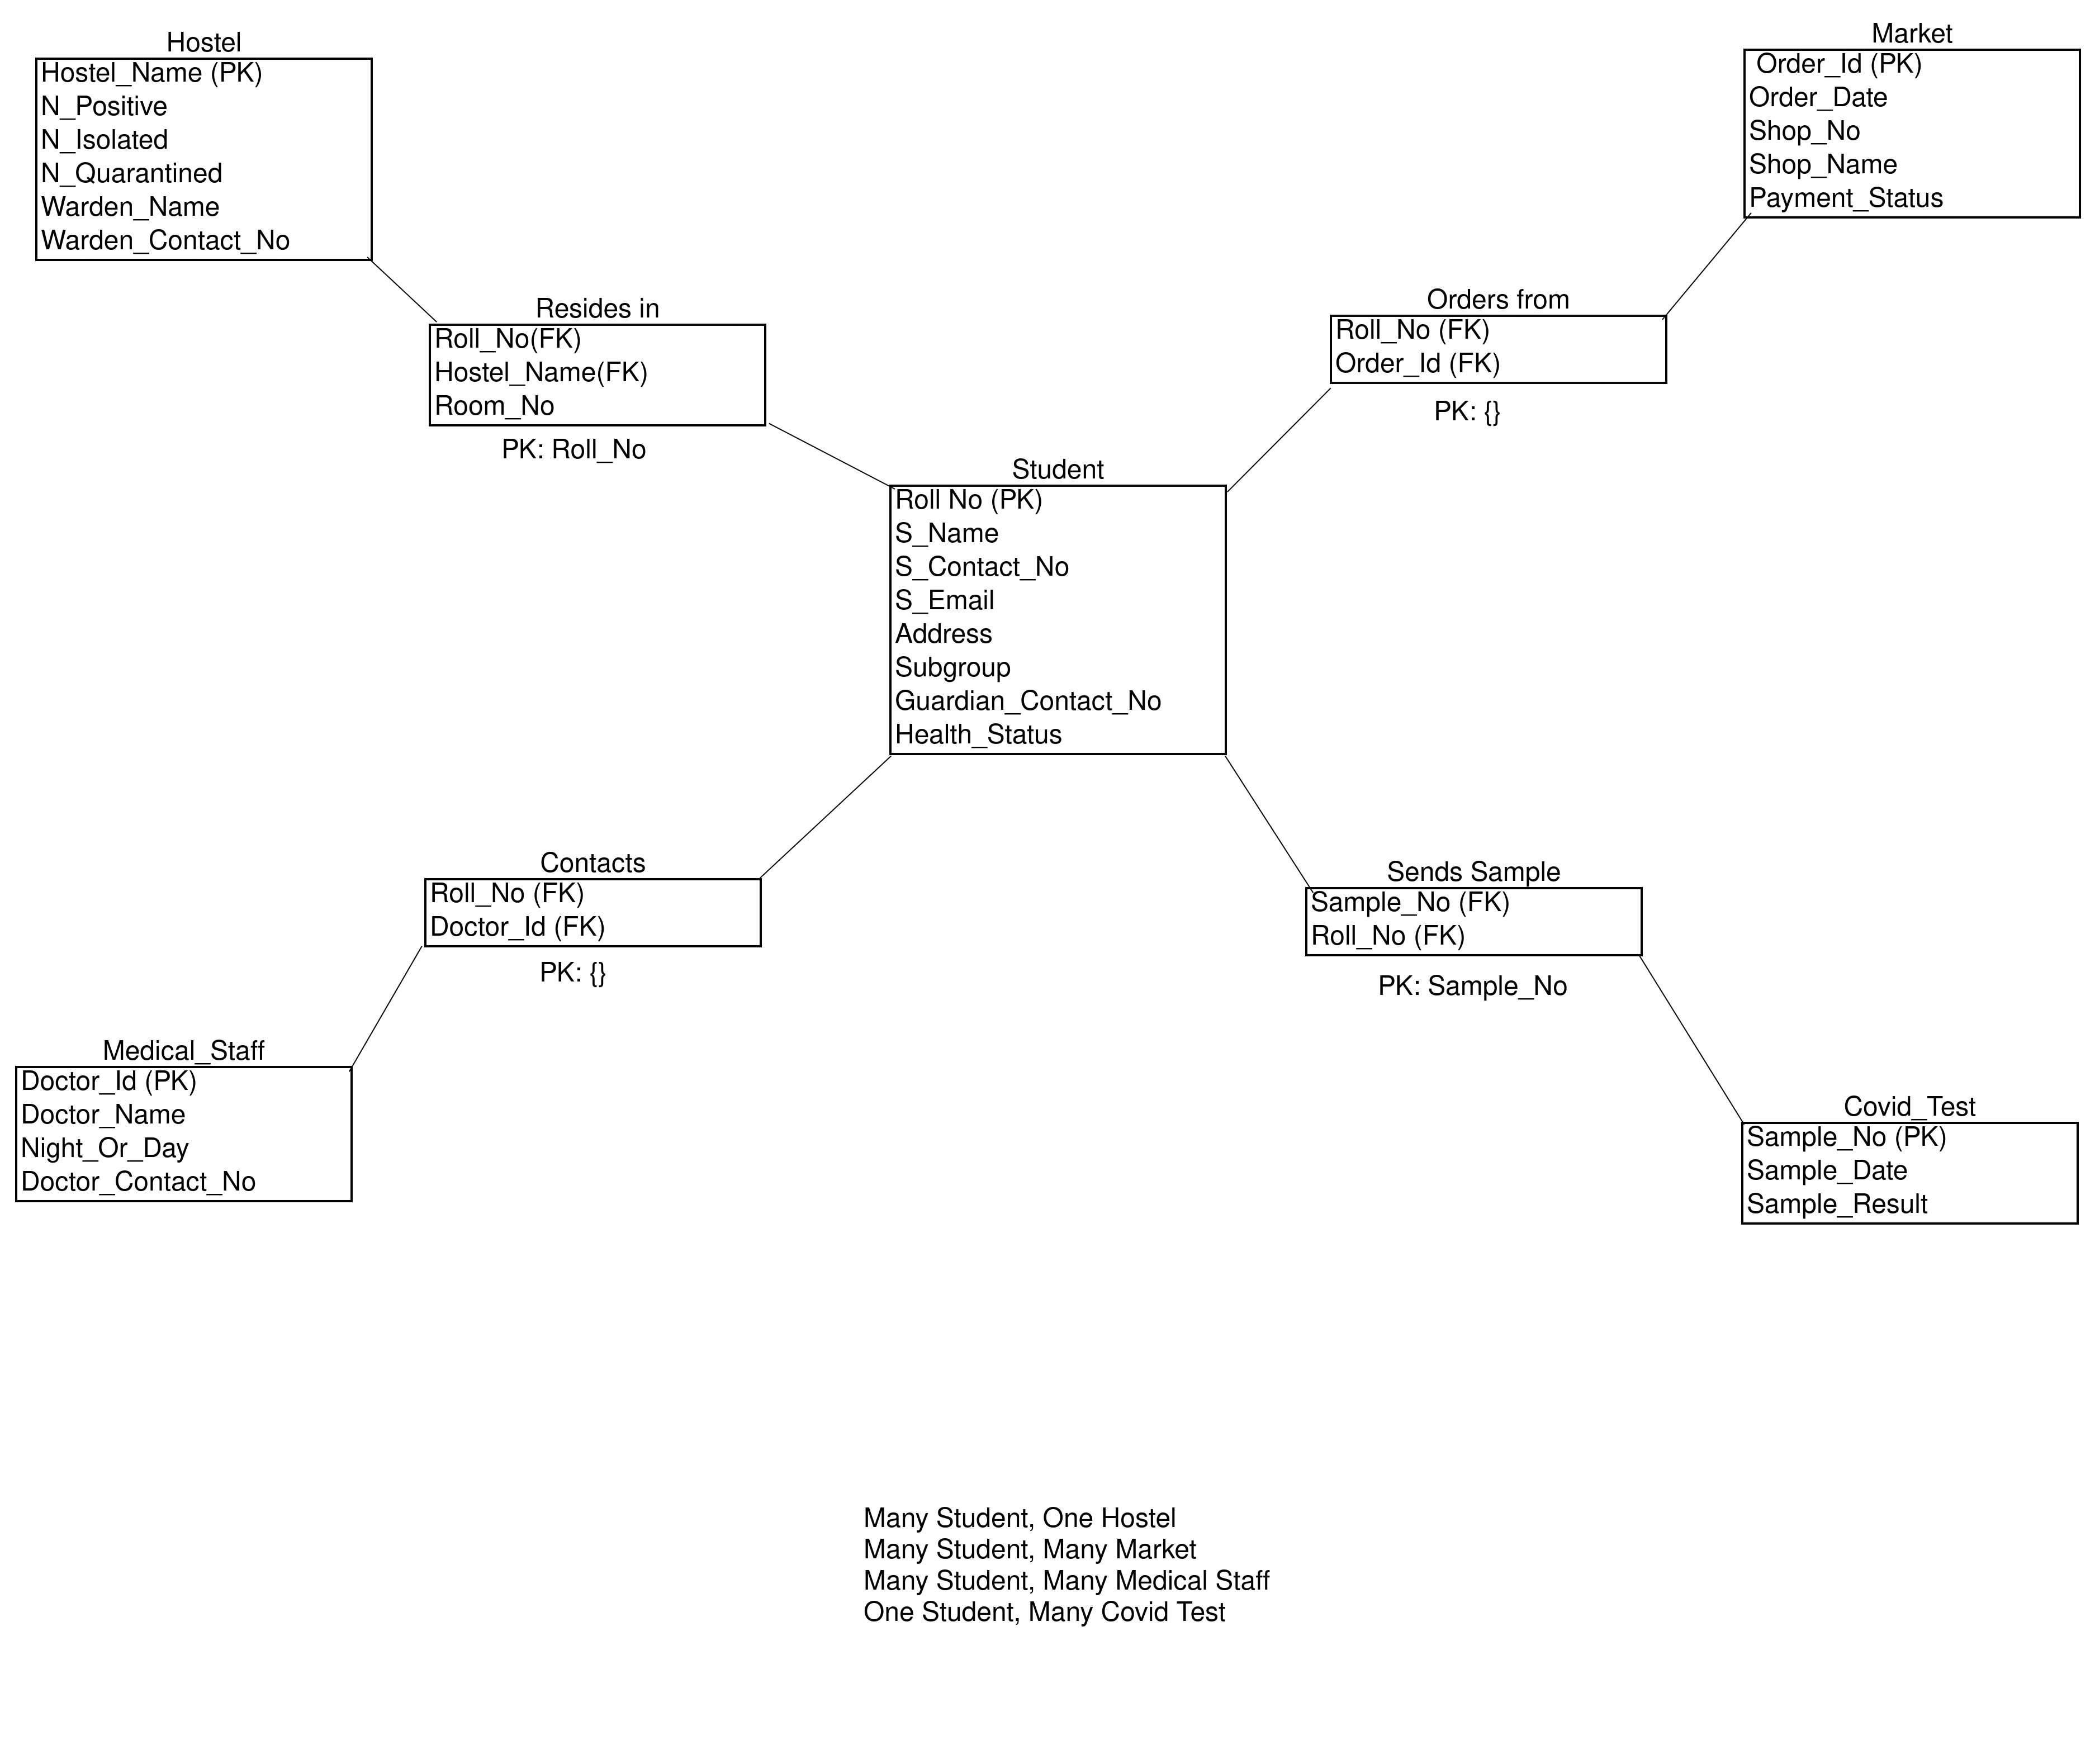 Hostel
Hostel_Name (PK)
N_Positive
N_Isolated
N_Quarantined
Warden_Name
Warden_Contact_No
Market
Order_Id (PK)
Order_Date
Shop_No
Shop_Name
Payment_Status
Resides in
Roll_No(FK)
Hostel_Name(FK)
Room_No
PK: Roll_No
Orders from
Roll_No (FK)
Order_Id (FK)
PK: {}
Student
Roll No (PK)
S_Name
S_Contact_No
S_Email
Address
Subgroup
Guardian_Contact_No
Health_Status
Contacts
Roll_No (FK)
Doctor_Id (FK)
PK: {}
Sends Sample
Sample_No (FK)
Roll_No (FK)
PK: Sample_No
Medical_Staff
Doctor_Id (PK)
Doctor_Name
Night_Or_Day
Doctor_Contact_No
Covid_Test
Sample_No (PK)
Sample_Date
Sample_Result
Many Student, One Hostel
Many Student, Many Market
Many Student, Many Medical Staff
One Student, Many Covid Test